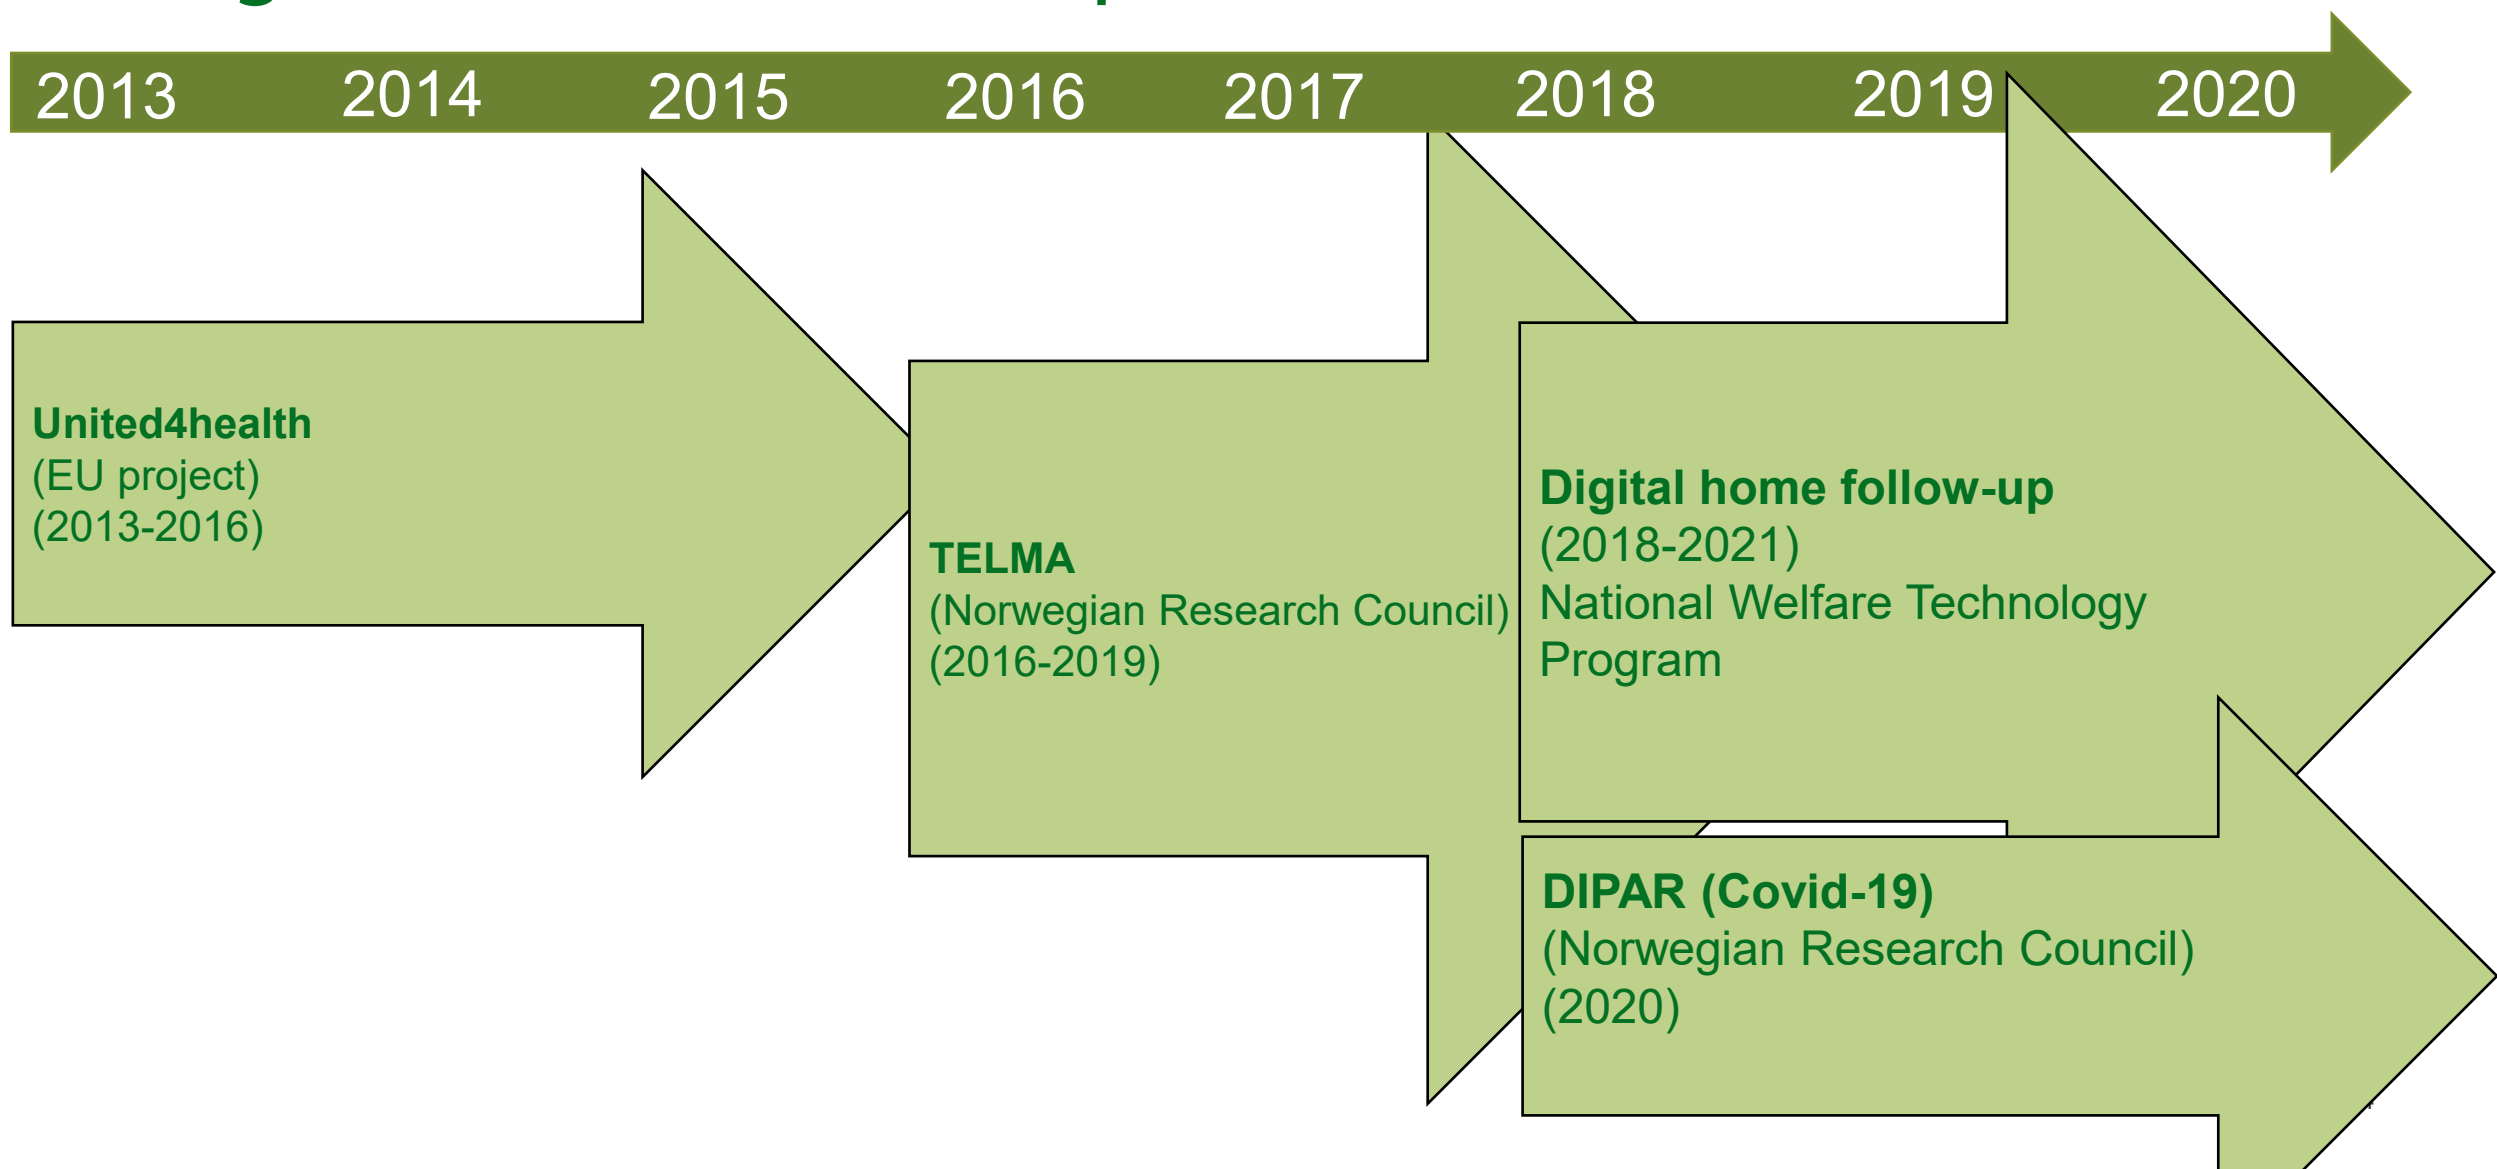 2013 2014 2015 2016 2017 2018 2019 2020
United4health
(EU project)
(2013-2016)
TELMA
(Norwegian Research Council)
(2016-2019)
Digital home follow-up
(2018-2021)
National Welfare Technology
Program
DIPAR (Covid-19)
(Norwegian Research Council)
(2020)